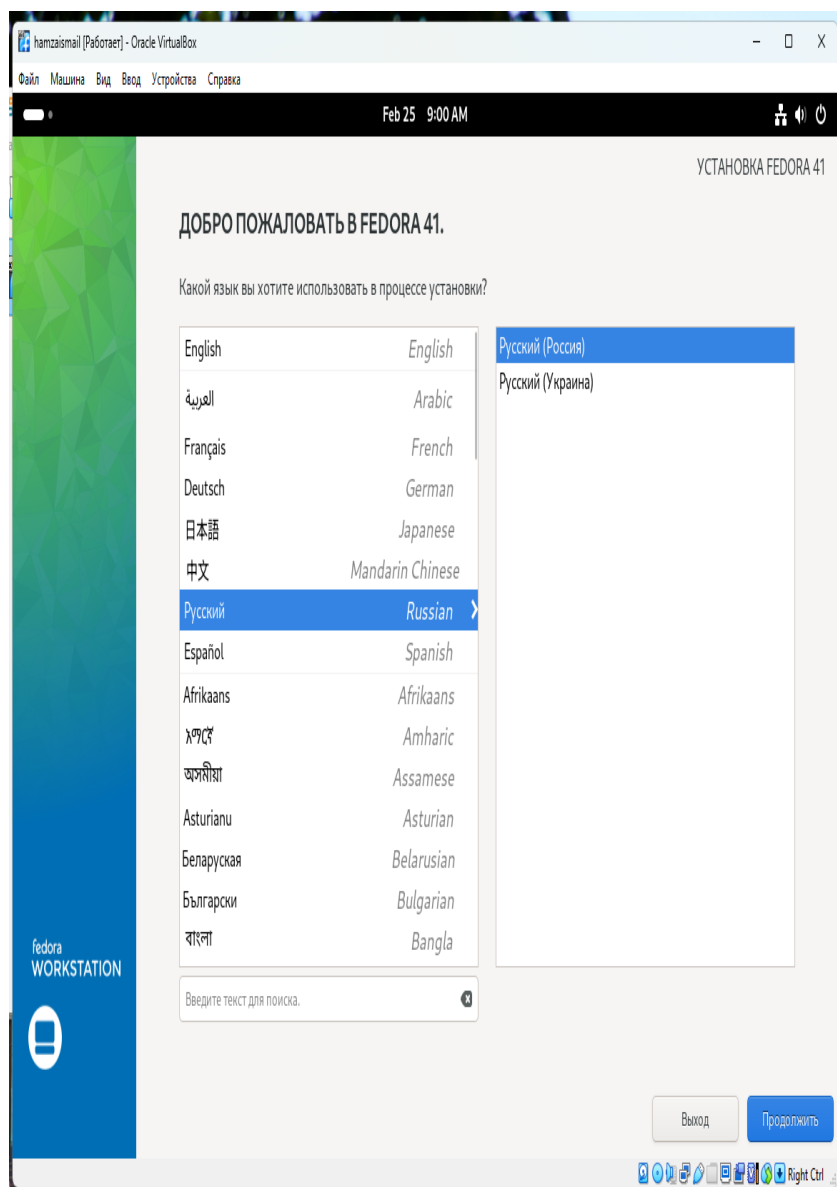 hamzaismail [Работает] - Oracle VirtualBox
Файл Машина Вид Ввод Устройства Справка
Feb 25 9:00 AM
УСТАНОВКА FEDORA 41
ДОБРО ПОЖАЛОВАТЬ В FEDORA 41.
Какой язык вы хотите использовать в процессе установки?
English English
العربية Arabic
Français French
Deutsch German
日本語 Japanese
中文 Mandarin Chinese
Русский Russian
Español Spanish
Afrikaans Afrikaans
አማርኛ Amharic
অসমীয়া Assamese
Asturianu Asturian
Беларуская Belarusian
Български Bulgarian
বাংলা Bangla
Русский (Россия)
Русский (Украина)
Введите текст для поиска.
fedora
WORKSTATION
Выход Продолжить
Right Ctrl